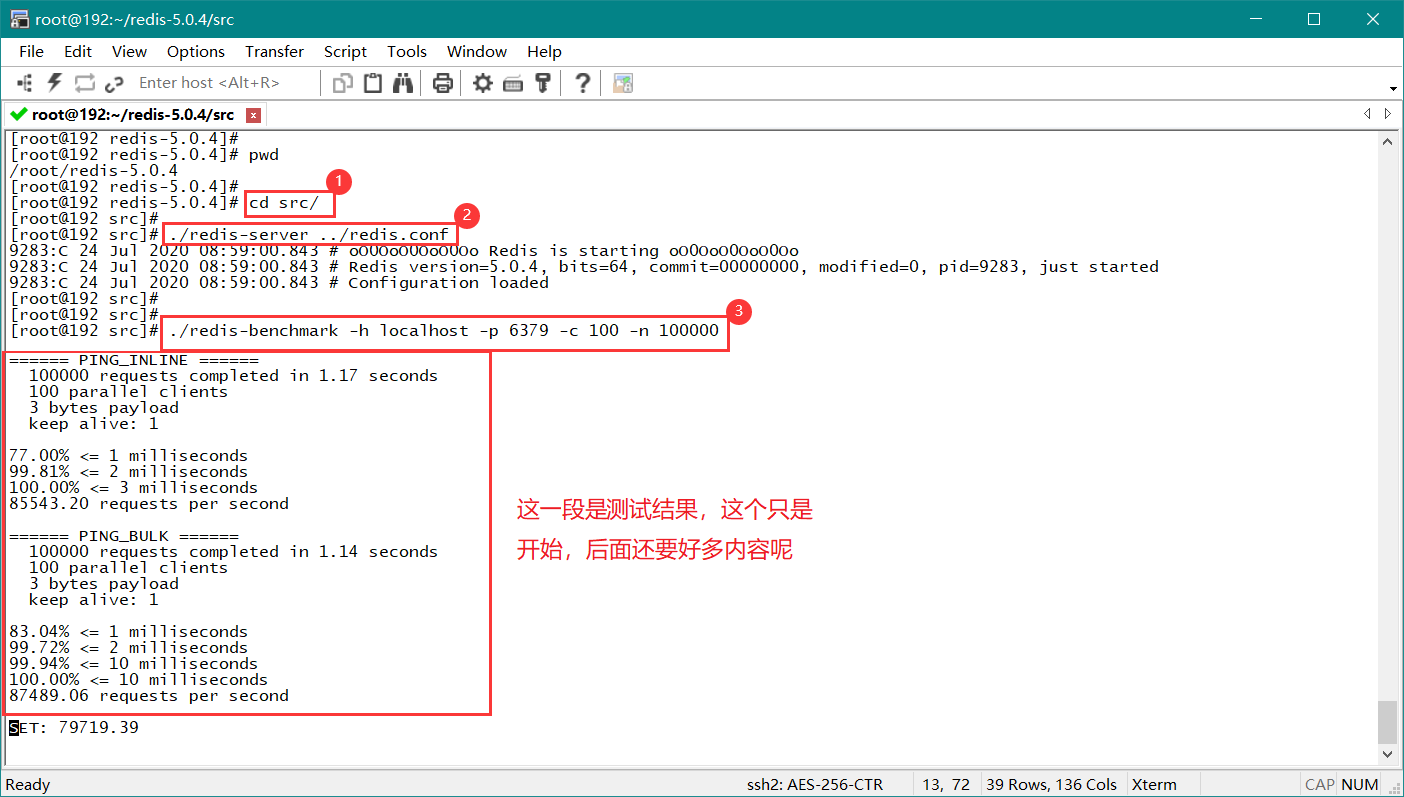 root@192:~/redis-5.0.4/src
File Edit View Options Transfer Script Tools Window Help
Enter host <Alt+R>
root@192:~/redis-5.0.4/src
[root@192 redis-5.0.4]#
[root@192 redis-5.0.4]# pwd
/root/redis-5.0.4
[root@192 redis-5.0.4]#
1
[root@192 redis-5.0.4]# cd src/
[root@192 src]#
2
[root@192 src]# ./redis-server ../redis.conf
9283:C 24 Jul 2020 08:59:00.843 # oO0OoO0OoO0Oo Redis is starting oO0OoO0OoO0Oo
9283:C 24 Jul 2020 08:59:00.843 # Redis version=5.0.4, bits=64, commit=00000000, modified=0, pid=9283, just started
9283:C 24 Jul 2020 08:59:00.843 # Configuration loaded
[root@192 src]#
[root@192 src]#
3
[root@192 src]# ./redis-benchmark -h localhost -p 6379 -c 100 -n 100000
====== PING_INLINE ======
100000 requests completed in 1.17 seconds
100 parallel clients
3 bytes payload
keep alive: 1
77.00% <= 1 milliseconds
99.81% <= 2 milliseconds
100.00% <= 3 milliseconds
85543.20 requests per second
这一段是测试结果，这个只是
开始，后面还要好多内容呢
====== PING_BULK ======
100000 requests completed in 1.14 seconds
100 parallel clients
3 bytes payload
keep alive: 1
83.04% <= 1 milliseconds
99.72% <= 2 milliseconds
99.94% <= 10 milliseconds
100.00% <= 10 milliseconds
87489.06 requests per second
SET: 79719.39
Ready ssh2: AES-256-CTR 13, 72 39 Rows, 136 Cols Xterm CAP NUM